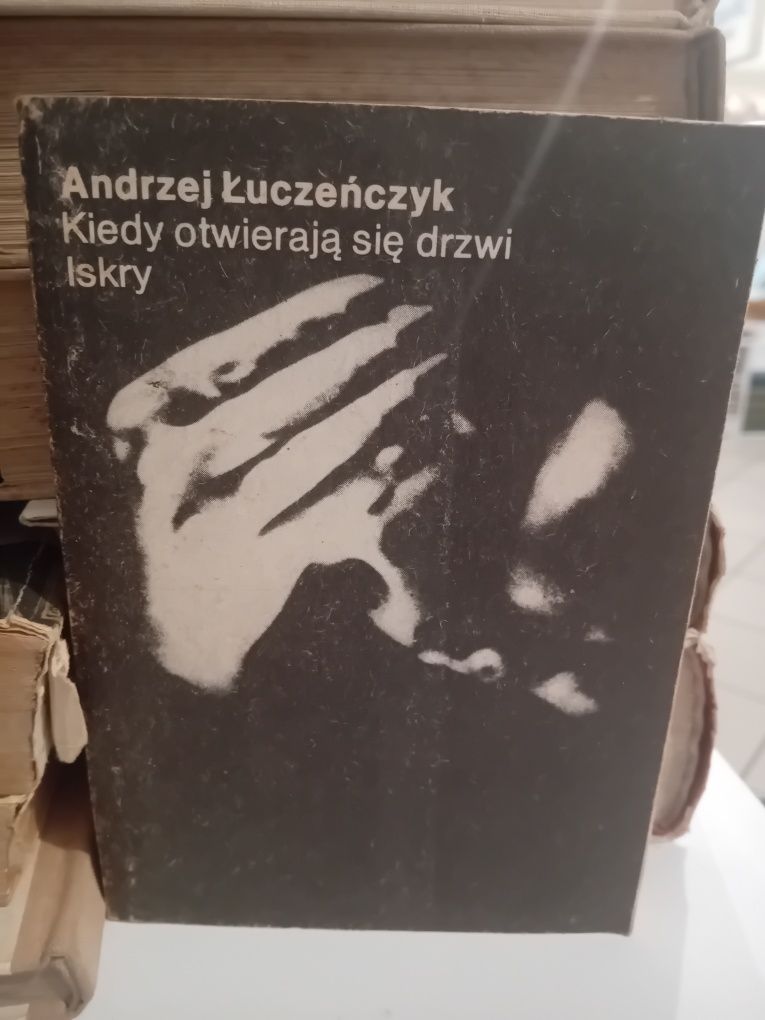 Andrzej Łuczeńczyk
Kiedy otwierają się drzwi
Iskry